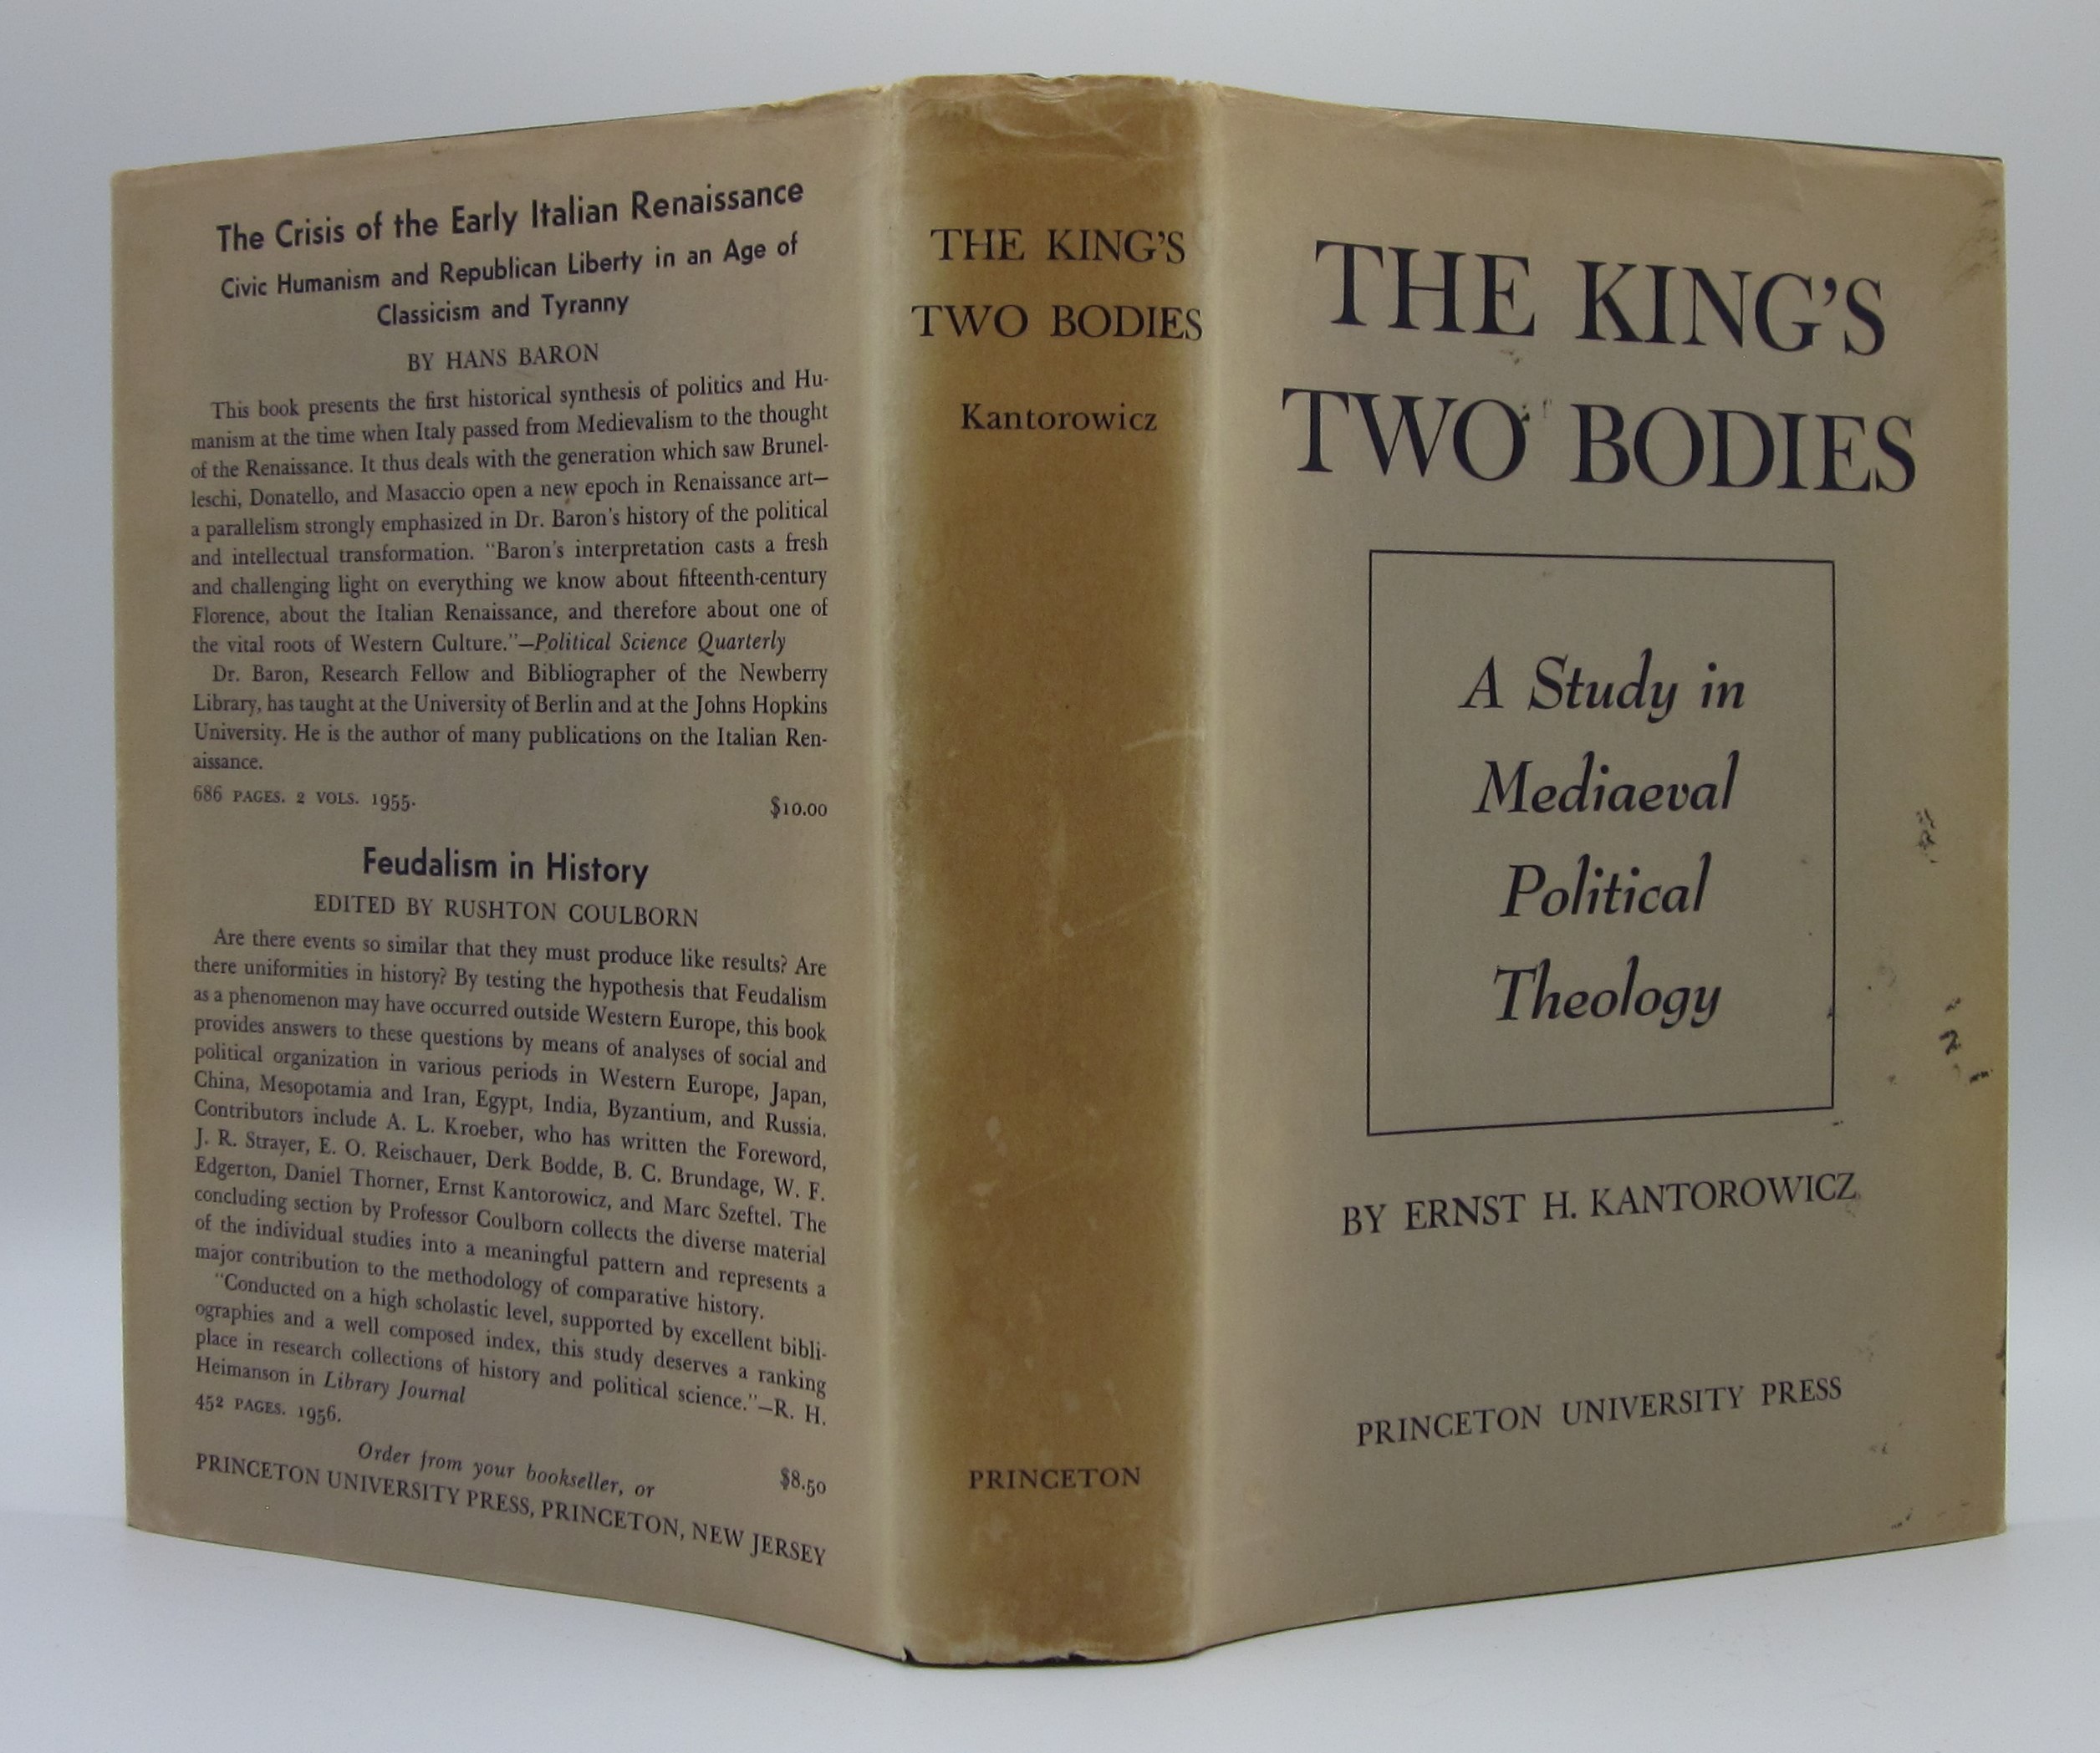 The Crisis of the Early Italian Renaissance
Civic Humanism and Republican Liberty in an Age of
Classicism and Tyranny
BY HANS BARON
This book presents the first historical synthesis of politics and Hu-
manism at the time when Italy passed from Medievalism to the thought
of the Renaissance. It thus deals with the generation which saw Brunel-
leschi, Donatello, and Masaccio open a new epoch in Renaissance art—
a parallelism strongly emphasized in Dr. Baron's history of the political
and intellectual transformation. "Baron's interpretation casts a fresh
and challenging light on everything we know about fifteenth-century
Florence, about the Italian Renaissance, and therefore about one of
the vital roots of Western Culture."—Political Science Quarterly
Dr. Baron, Research Fellow and Bibliographer of the Newberry
Library, has taught at the University of Berlin and at the Johns Hopkins
University. He is the author of many publications on the Italian Ren-
aissance.
686 PAGES. 2 VOLS. 1955. $10.00
Feudalism in History
EDITED BY RUSHTON COULBORN
Are there events so similar that they must produce like results? Are
there uniformities in history? By testing the hypothesis that Feudalism
as a phenomenon may have occurred outside Western Europe, this book
provides answers to these questions by means of analyses of social and
political organization in various periods in Western Europe, Japan,
China, Mesopotamia and Iran, Egypt, India, Byzantium, and Russia.
Contributors include A. L. Kroeber, who has written the Foreword,
J. R. Strayer, E. O. Reischauer, Derk Bodde, B. C. Brundage, W. F.
Edgerton, Daniel Thorner, Ernst Kantorowicz, and Marc Szeftel. The
concluding section by Professor Coulborn collects the diverse material
of the individual studies into a meaningful pattern and represents a
major contribution to the methodology of comparative history.
"Conducted on a high scholastic level, supported by excellent bibli-
ographies and a well composed index, this study deserves a ranking
place in research collections of history and political science."—R. H.
Heimanson in Library Journal
452 PAGES. 1956. $8.50
Order from your bookseller, or
PRINCETON UNIVERSITY PRESS, PRINCETON, NEW JERSEY
THE KING'S
TWO BODIES
Kantorowicz
PRINCETON
THE KING'S
TWO BODIES
A Study in
Mediaeval
Political
Theology
BY ERNST H. KANTOROWICZ
PRINCETON UNIVERSITY PRESS